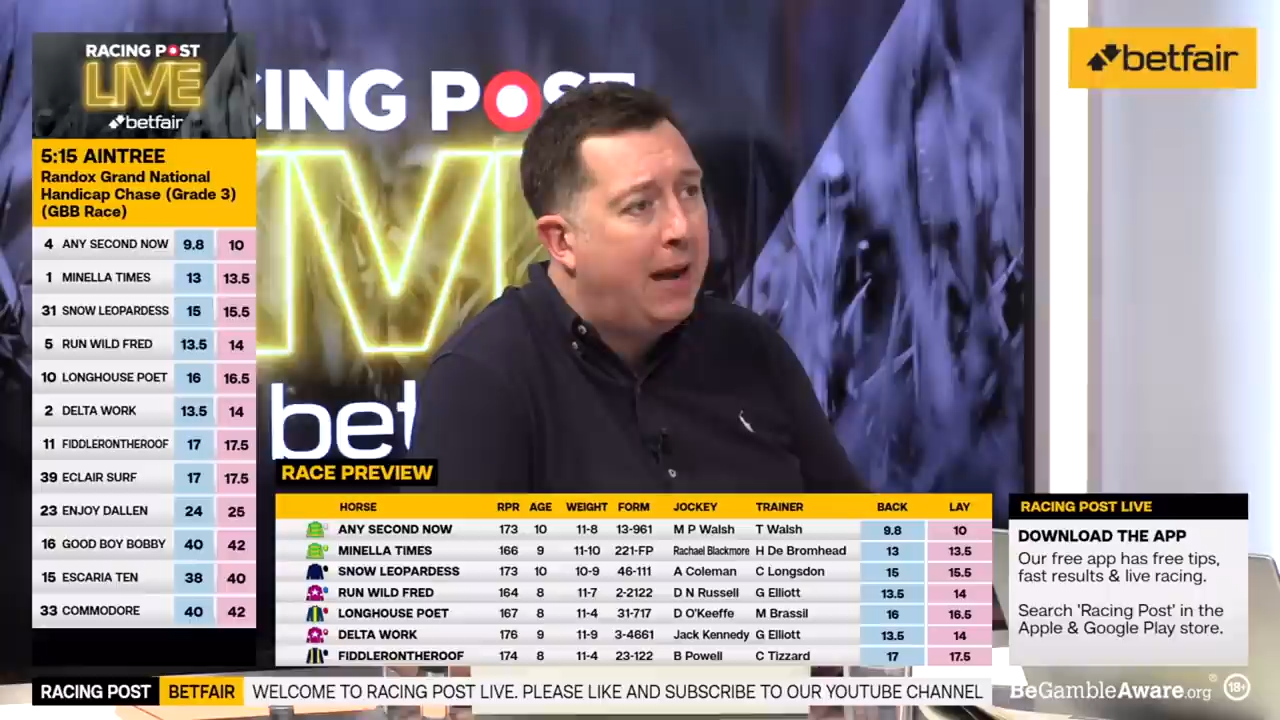 RACING POST
LIVE
betfair
5:15 AINTREE
Randox Grand National
Handicap Chase (Grade 3)
(GBB Race)
4 ANY SECOND NOW 9.8 10
1 MINELLA TIMES 13 13.5
31 SNOW LEOPARDESS 15 15.5
5 RUN WILD FRED 13.5 14
10 LONGHOUSE POET 16 16.5
2 DELTA WORK 13.5 14
11 FIDDLERONTHEROOF 17 17.5
39 ECLAIR SURF 17 17.5
23 ENJOY DALLEN 24 25
16 GOOD BOY BOBBY 40 42
15 ESCARIA TEN 38 40
33 COMMODORE 40 42
CING POS
IV
bet
betfair
RACE PREVIEW
HORSE RPR AGE WEIGHT FORM JOCKEY TRAINER BACK LAY
ANY SECOND NOW 173 10 11-8 13-961 M P Walsh T Walsh 9.8 10
MINELLA TIMES 166 9 11-10 221-FP Rachael Blackmore H De Bromhead 13 13.5
SNOW LEOPARDESS 173 10 10-9 46-111 A Coleman C Longsdon 15 15.5
RUN WILD FRED 164 8 11-7 2-2122 D N Russell G Elliott 13.5 14
LONGHOUSE POET 167 8 11-4 31-717 D O'Keeffe M Brassil 16 16.5
DELTA WORK 176 9 11-9 3-4661 Jack Kennedy G Elliott 13.5 14
FIDDLERONTHEROOF 174 8 11-4 23-122 B Powell C Tizzard 17 17.5
RACING POST LIVE
DOWNLOAD THE APP
Our free app has free tips,
fast results & live racing.
Search 'Racing Post' in the
Apple & Google Play store.
RACING POST BETFAIR WELCOME TO RACING POST LIVE. PLEASE LIKE AND SUBSCRIBE TO OUR YOUTUBE CHANNEL
BeGambleAware.org® 18+